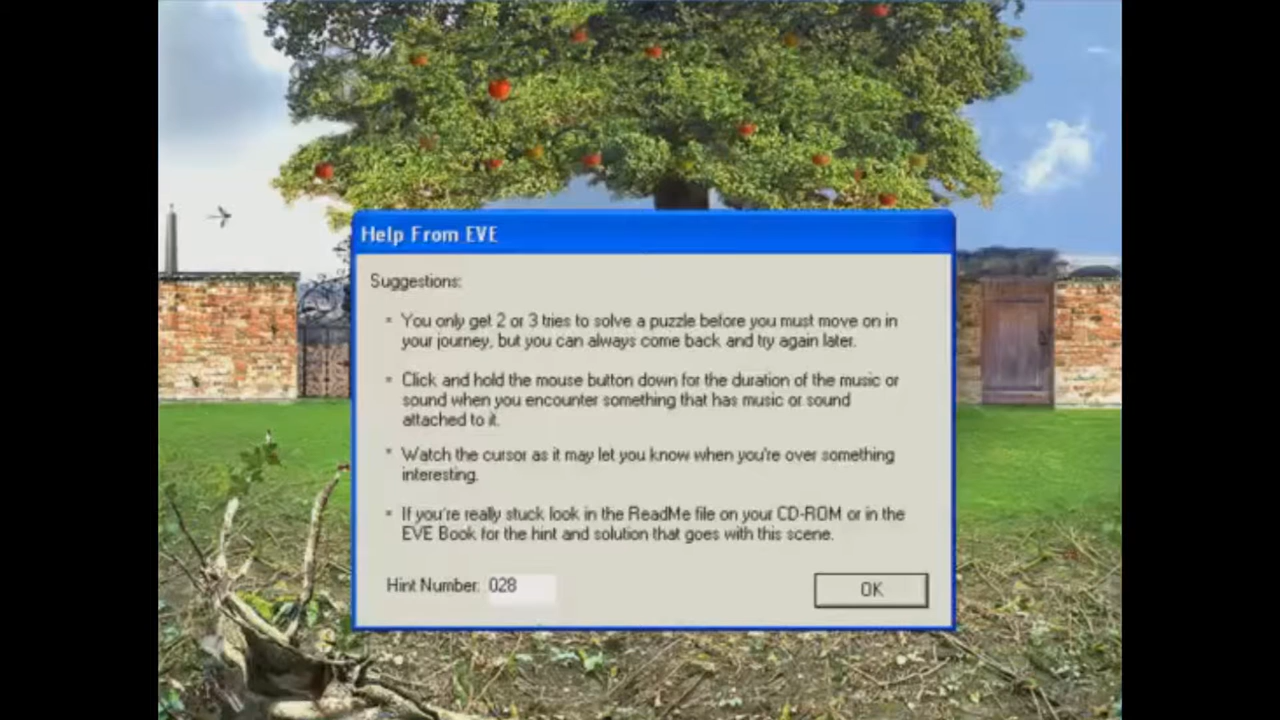 Help From EVE
Suggestions:
You only get 2 or 3 tries to solve a puzzle before you must move on in
your journey, but you can always come back and try again later.
Click and hold the mouse button down for the duration of the music or
sound when you encounter something that has music or sound
attached to it.
Watch the cursor as it may let you know when you're over something
interesting.
If you're really stuck look in the ReadMe file on your CD-ROM or in the
EVE Book for the hint and solution that goes with this scene.
Hint Number: 028
OK